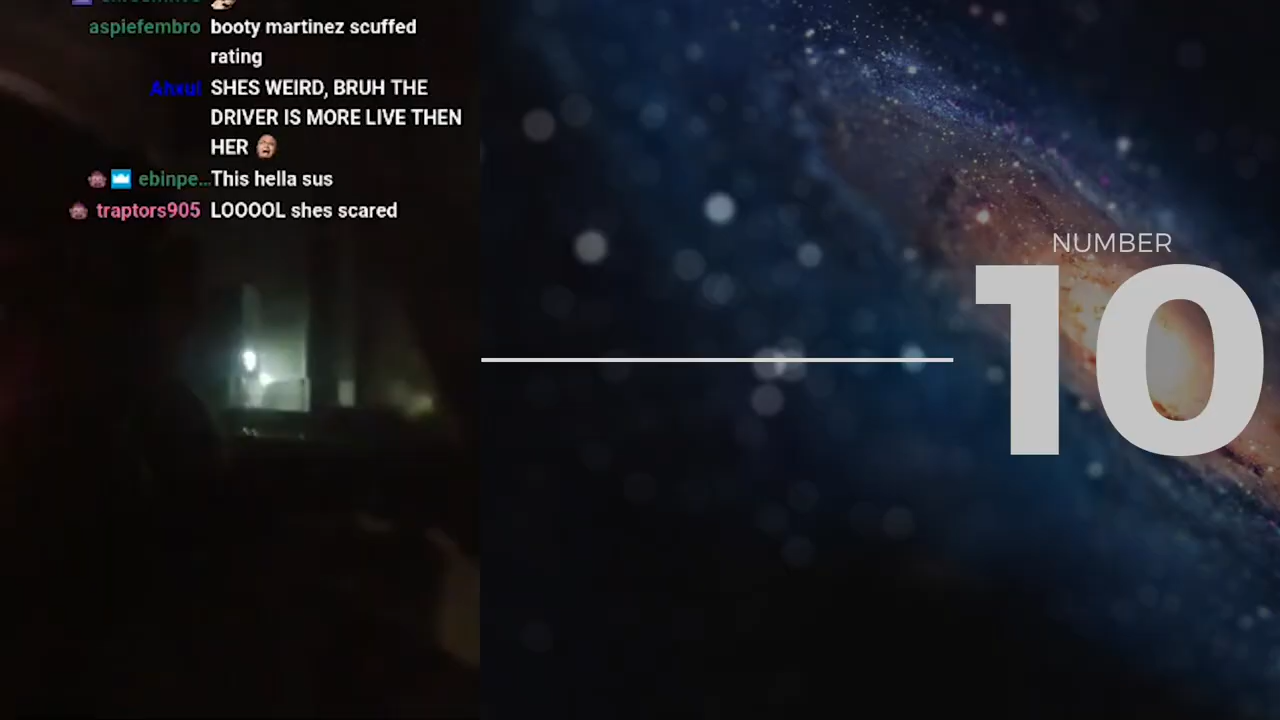 aspiefembro booty martinez scuffed
rating
SHES WEIRD, BRUH THE
DRIVER IS MORE LIVE THEN
HER
ebinpe... This hella sus
traptors905 LOOOOL shes scared
NUMBER
10